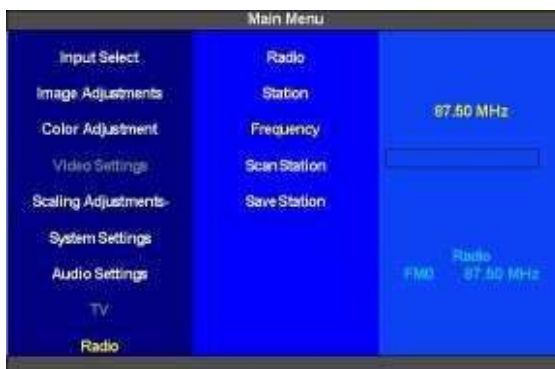 Main Menu
Input Select
Image Adjustments
Color Adjustment
Video Settings
Scaling Adjustments-
System Settings
Audio Settings
TV
Radio
Radio
Station
Frequency
Scan Station
Save Station
87.50 MHz
Radio
FM0 87.50 MHz